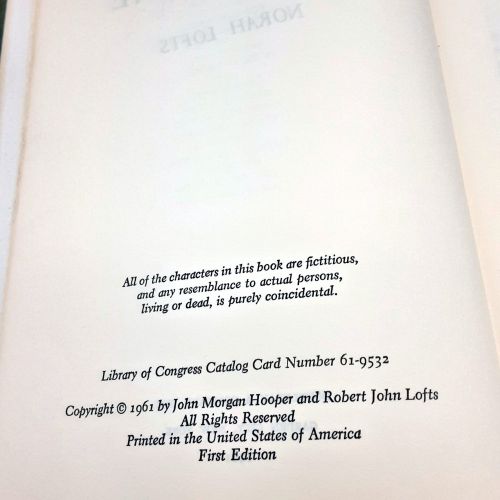 NORAH LOFTS
All of the characters in this book are fictitious,
and any resemblance to actual persons,
living or dead, is purely coincidental.
Library of Congress Catalog Card Number 61-9532
Copyright © 1961 by John Morgan Hooper and Robert John Lofts
All Rights Reserved
Printed in the United States of America
First Edition